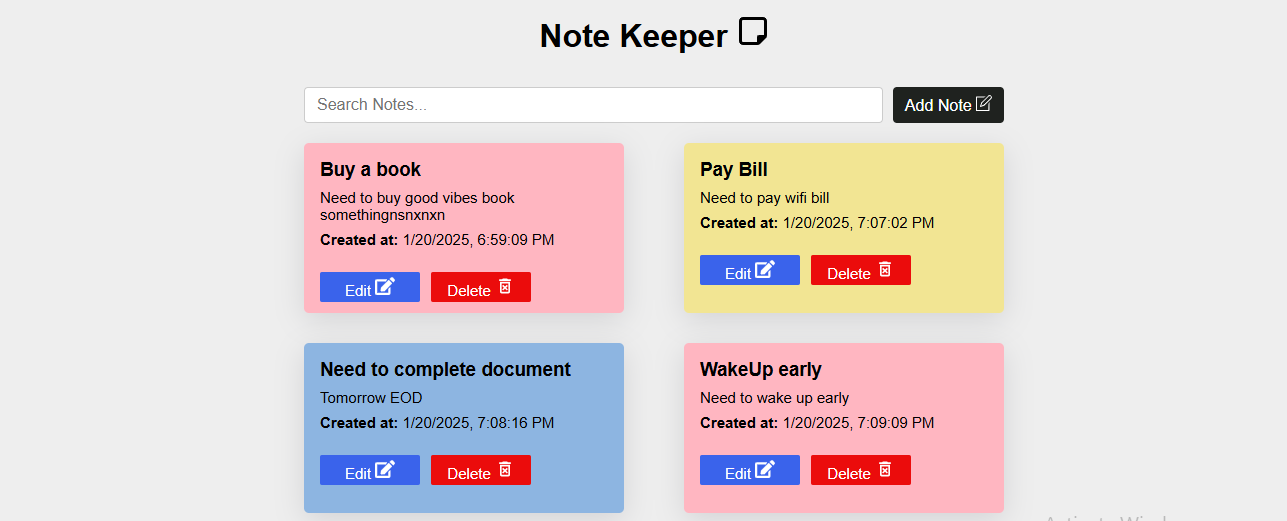 Note Keeper
Search Notes...
Add Note
Buy a book
Need to buy good vibes book
somethingnsnxnxn
Created at: 1/20/2025, 6:59:09 PM
Edit
Delete
Pay Bill
Need to pay wifi bill
Created at: 1/20/2025, 7:07:02 PM
Edit
Delete
Need to complete document
Tomorrow EOD
Created at: 1/20/2025, 7:08:16 PM
Edit
Delete
WakeUp early
Need to wake up early
Created at: 1/20/2025, 7:09:09 PM
Edit
Delete